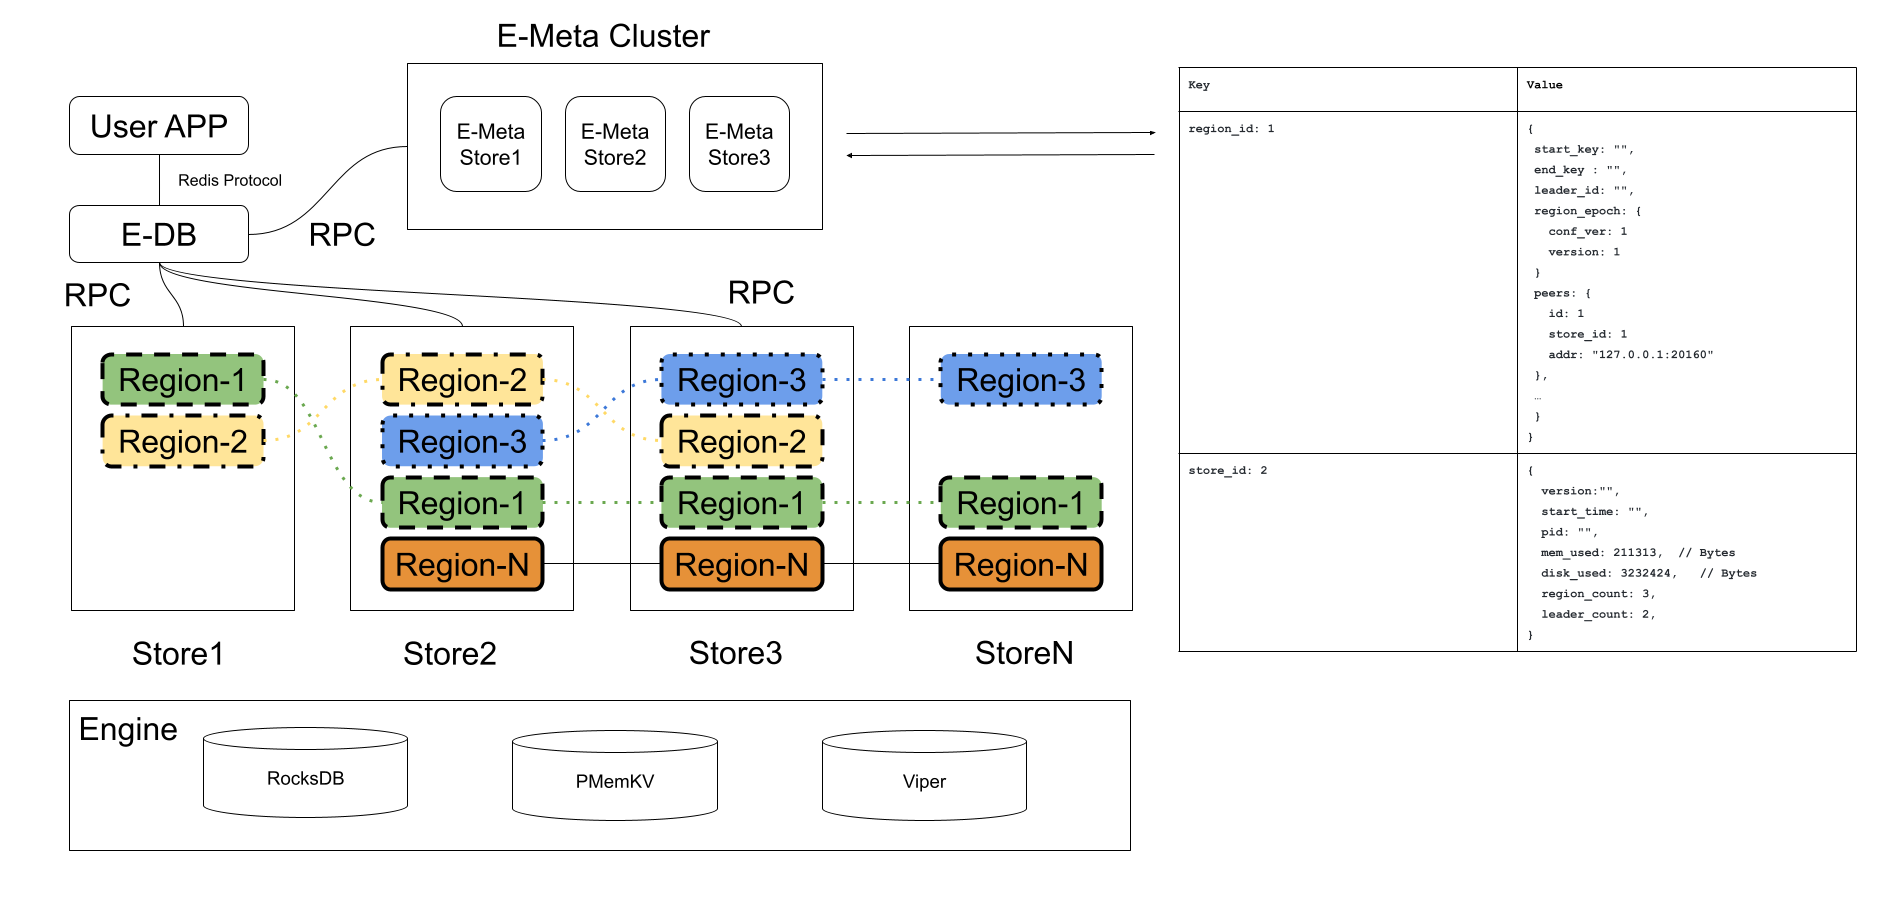 E-Meta Cluster
User APP
E-Meta
Store1
E-Meta
Store2
E-Meta
Store3
Redis Protocol
E-DB
RPC
RPC
RPC
Region-1
Region-2
Region-2
Region-3
Region-1
Region-N
Region-3
Region-2
Region-1
Region-N
Region-3
Region-1
Region-N
Store1
Store2
Store3
StoreN
Engine
RocksDB
PMemKV
Viper
Key
Value
region_id: 1
{
start_key: "",
end_key : "",
leader_id: "",
region_epoch: {
conf_ver: 1
version: 1
}
peers: {
id: 1
store_id: 1
addr: "127.0.0.1:20160"
},
…
}
}
store_id: 2
{
version:"",
start_time: "",
pid: "",
mem_used: 211313,  // Bytes
disk_used: 3232424,   // Bytes
region_count: 3,
leader_count: 2,
}